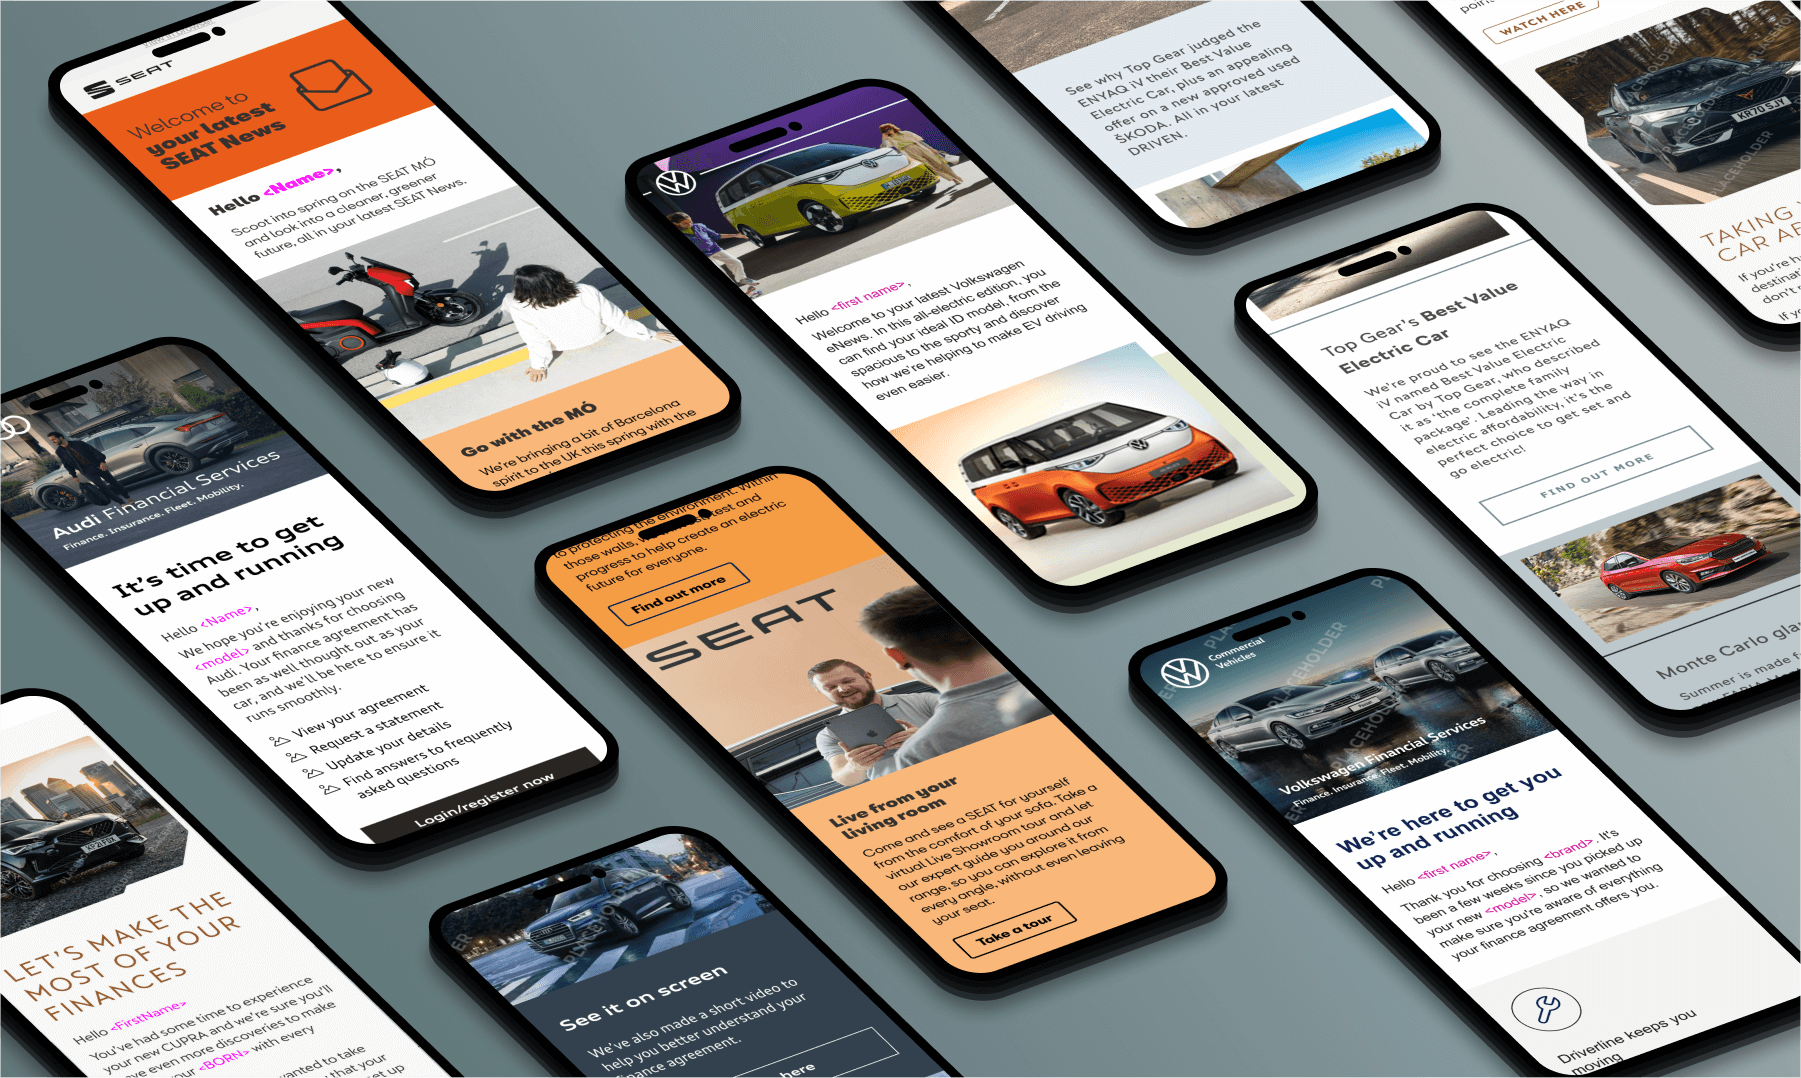 SEAT
Welcome to
your latest
SEAT News
Hello <Name>,
Scoot into spring on the SEAT MÓ
and look into a cleaner, greener
future, all in your latest SEAT News.
Go with the MÓ
We're bringing a bit of Barcelona
spirit to the UK this spring with the
Hello <first name>,
Welcome to your latest Volkswagen
eNews. In this all-electric edition, you
can find your ideal ID model, from the
spacious to the sporty and discover
how we're helping to make EV driving
even easier.
See why Top Gear judged the
ENYAQ iV their Best Value
Electric Car, plus an appealing
offer on a new approved used
ŠKODA. All in your latest
DRIVEN.
WATCH HERE
PLACEHOLDER
KR70 SJY
TAKING
CAR
If you're
destinat
don't
If y
Top Gear's Best Value
Electric Car
We're proud to see the ENYAQ
iV named Best Value Electric
Car by Top Gear, who described
it as 'the complete family
package'. Leading the way in
electric affordability, it's the
perfect choice to get set and
go electric!
FIND OUT MORE
Monte Carlo gla
Summer is made f
Audi Financial Services
Finance. Insurance. Fleet. Mobility.
It's time to get
up and running
Hello <Name>,
We hope you're enjoying your new
<model> and thanks for choosing
Audi. Your finance agreement has
been as well thought out as your
car, and we'll be here to ensure it
runs smoothly.
View your agreement
Request a statement
Update your details
Find answers to frequently
asked questions
Login/register now
to protecting the environment. Within
those walls, test and
progress to help create an electric
future for everyone.
Find out more
SEAT
Live from your
living room
Come and see a SEAT for yourself
from the comfort of your sofa. Take a
virtual Live Showroom tour and let
our expert guide you around our
range, so you can explore it from
every angle, without even leaving
your seat.
Take a tour
Commercial
Vehicles
PLACEHOLDER
PLACEHOLDER
Volkswagen Financial Services
Finance. Insurance. Fleet. Mobility.
We're here to get you
up and running
Hello <first name>,
Thank you for choosing <brand>. It's
been a few weeks since you picked up
your new <model>, so we wanted to
make sure you're aware of everything
your finance agreement offers you.
Driverline keeps you
moving
LET'S MAKE THE
MOST OF YOUR
FINANCES
Hello <FirstName>
You've had some time to experience
your new CUPRA and we're sure you'll
have even more discoveries to make
your <BORN> with every
wanted to take
that your
set up
PLACEHOLDER
See it on screen
We've also made a short video to
help you better understand your
finance agreement.
here